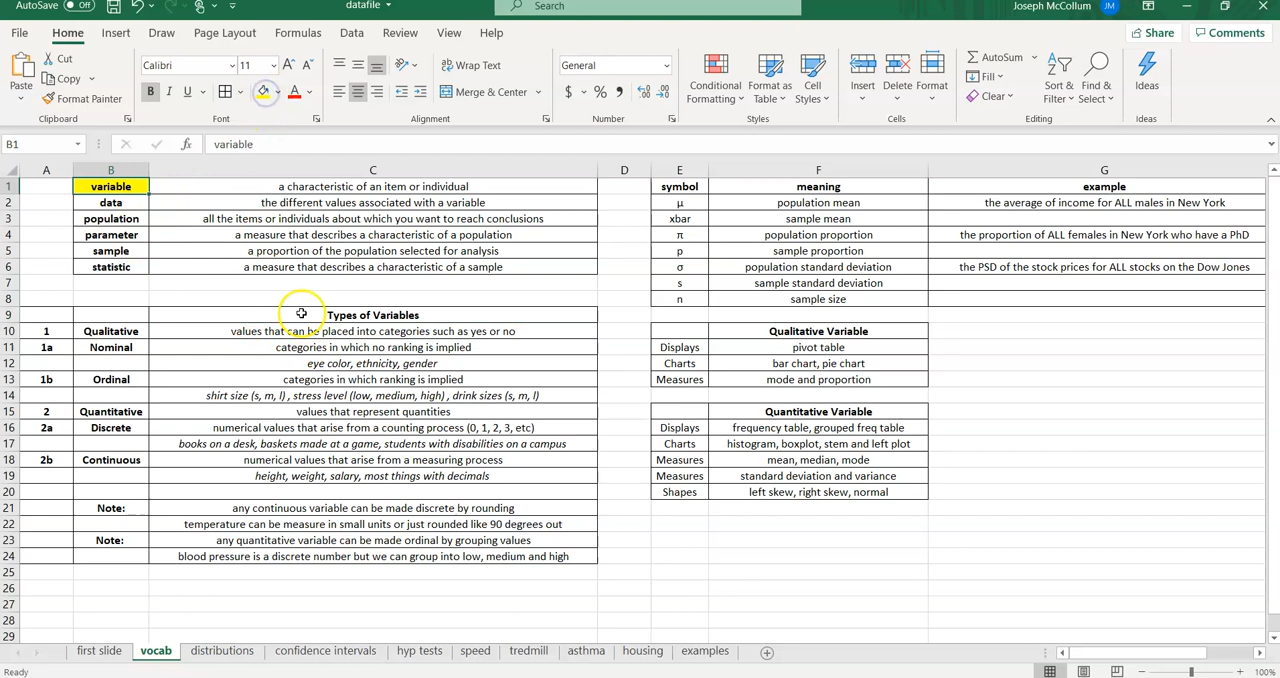 AutoSave Off datafile Search Joseph McCollum JM
File Home Insert Draw Page Layout Formulas Data Review View Help Share Comments
Paste Cut Copy Format Painter Clipboard
Calibri 11 A A B I U A Font
Wrap Text Merge & Center Alignment
General $ % 9 Number
Conditional Formatting Format as Table Cell Styles Styles
Insert Delete Format Cells
AutoSum Fill Clear Sort & Filter Find & Select Editing
Ideas Ideas
B1 fx variable
A B C D E F G
1 variable a characteristic of an item or individual symbol meaning example
2 data the different values associated with a variable μ population mean the average of income for ALL males in New York
3 population all the items or individuals about which you want to reach conclusions xbar sample mean
4 parameter a measure that describes a characteristic of a population π population proportion the proportion of ALL females in New York who have a PhD
5 sample a proportion of the population selected for analysis p sample proportion
6 statistic a measure that describes a characteristic of a sample σ population standard deviation the PSD of the stock prices for ALL stocks on the Dow Jones
7 s sample standard deviation
8 n sample size
9 Types of Variables
10 1 Qualitative values that can be placed into categories such as yes or no Qualitative Variable
11 1a Nominal categories in which no ranking is implied Displays pivot table
12 eye color, ethnicity, gender Charts bar chart, pie chart
13 1b Ordinal categories in which ranking is implied Measures mode and proportion
14 shirt size (s, m, l) , stress level (low, medium, high) , drink sizes (s, m, l)
15 2 Quantitative values that represent quantities Quantitative Variable
16 2a Discrete numerical values that arise from a counting process (0, 1, 2, 3, etc) Displays frequency table, grouped freq table
17 books on a desk, baskets made at a game, students with disabilities on a campus Charts histogram, boxplot, stem and left plot
18 2b Continuous numerical values that arise from a measuring process Measures mean, median, mode
19 height, weight, salary, most things with decimals Measures standard deviation and variance
20 Shapes left skew, right skew, normal
21 Note: any continuous variable can be made discrete by rounding
22 temperature can be measure in small units or just rounded like 90 degrees out
23 Note: any quantitative variable can be made ordinal by grouping values
24 blood pressure is a discrete number but we can group into low, medium and high
25
26
27
28
29
first slide vocab distributions confidence intervals hyp tests speed tredmill asthma housing examples
Ready 100%